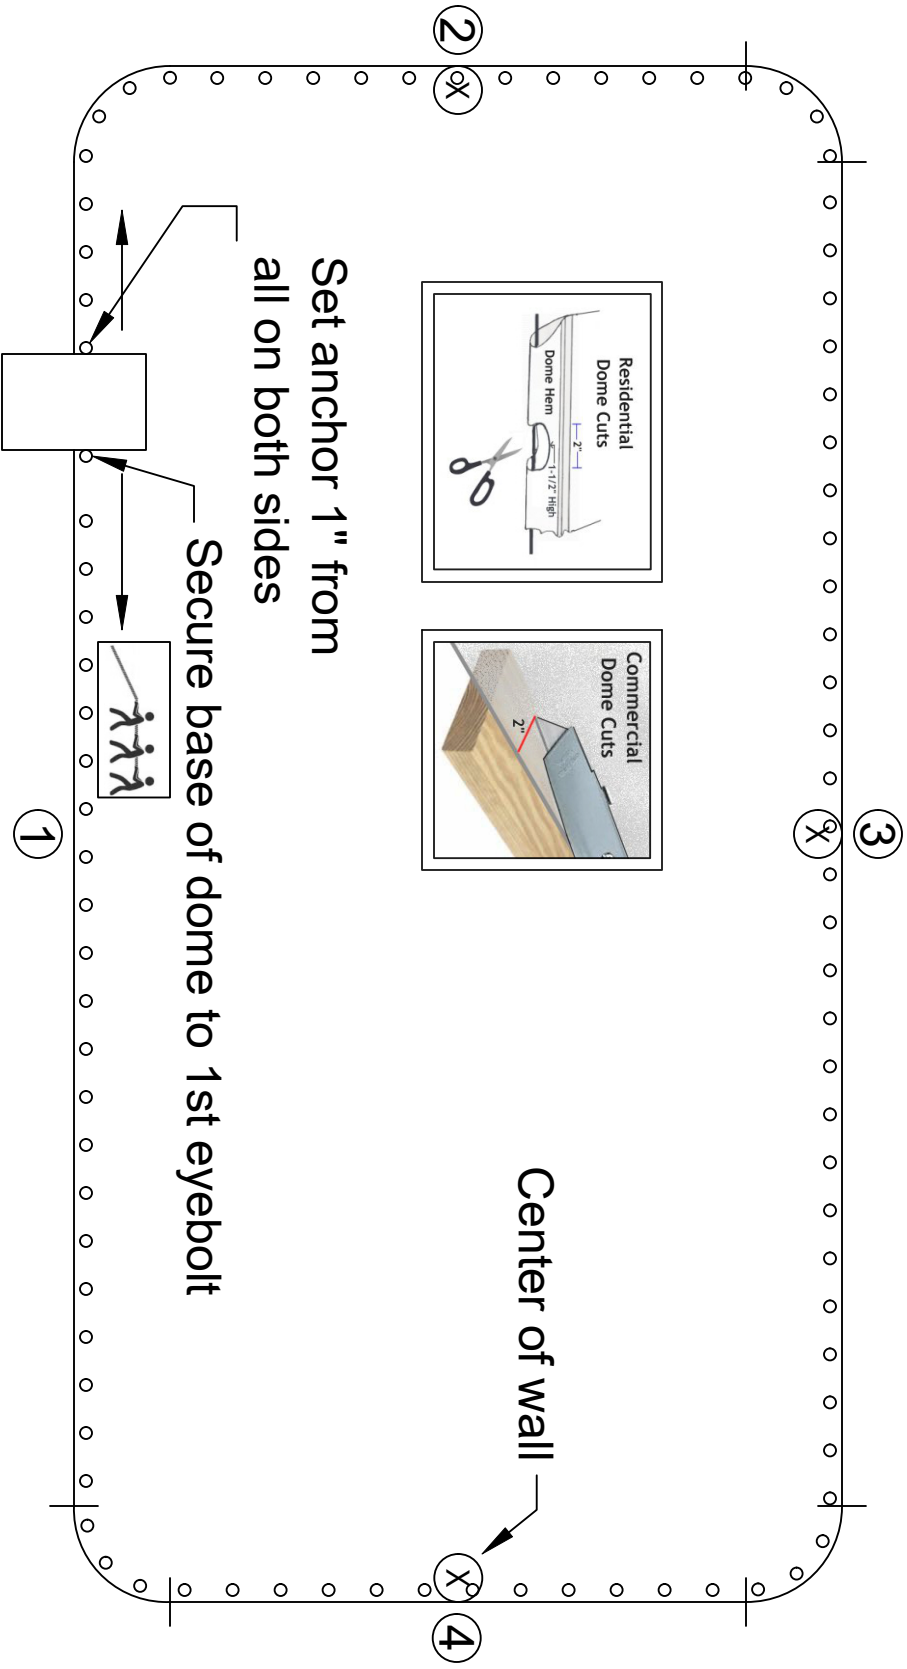 3
X
Residential
Dome Cuts
2"
Dome Hem
1-1/2" High
Commercial
Dome Cuts
2"
Center of wall
2
X
X
4
Set anchor 1" from
all on both sides
Secure base of dome to 1st eyebolt
1